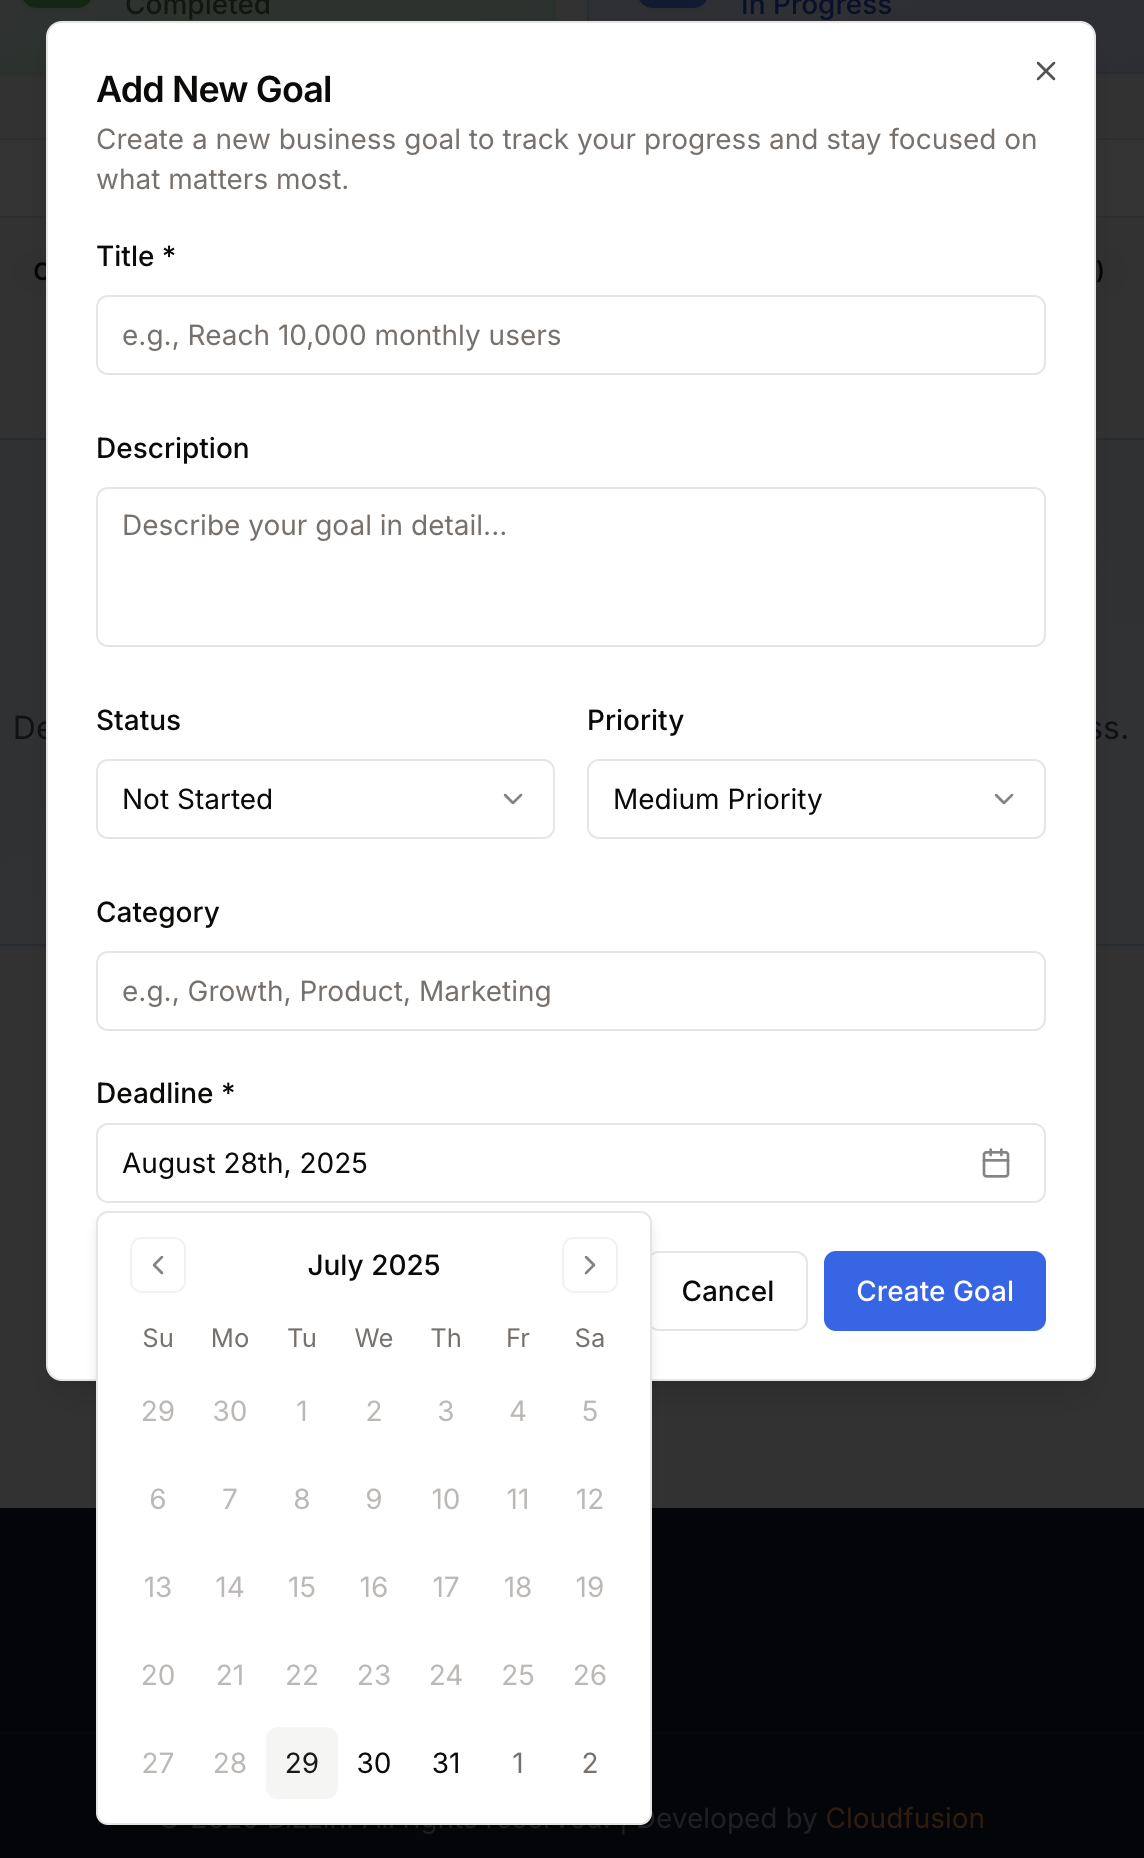 Completed
In Progress
Add New Goal
Create a new business goal to track your progress and stay focused on
what matters most.
Title *
e.g., Reach 10,000 monthly users
Description
Describe your goal in detail...
Status
Priority
Not Started
Medium Priority
Category
e.g., Growth, Product, Marketing
Deadline *
August 28th, 2025
July 2025
Cancel
Create Goal
Su Mo Tu We Th Fr Sa
29 30 1 2 3 4 5
6 7 8 9 10 11 12
13 14 15 16 17 18 19
20 21 22 23 24 25 26
27 28 29 30 31 1 2
Developed by Cloudfusion